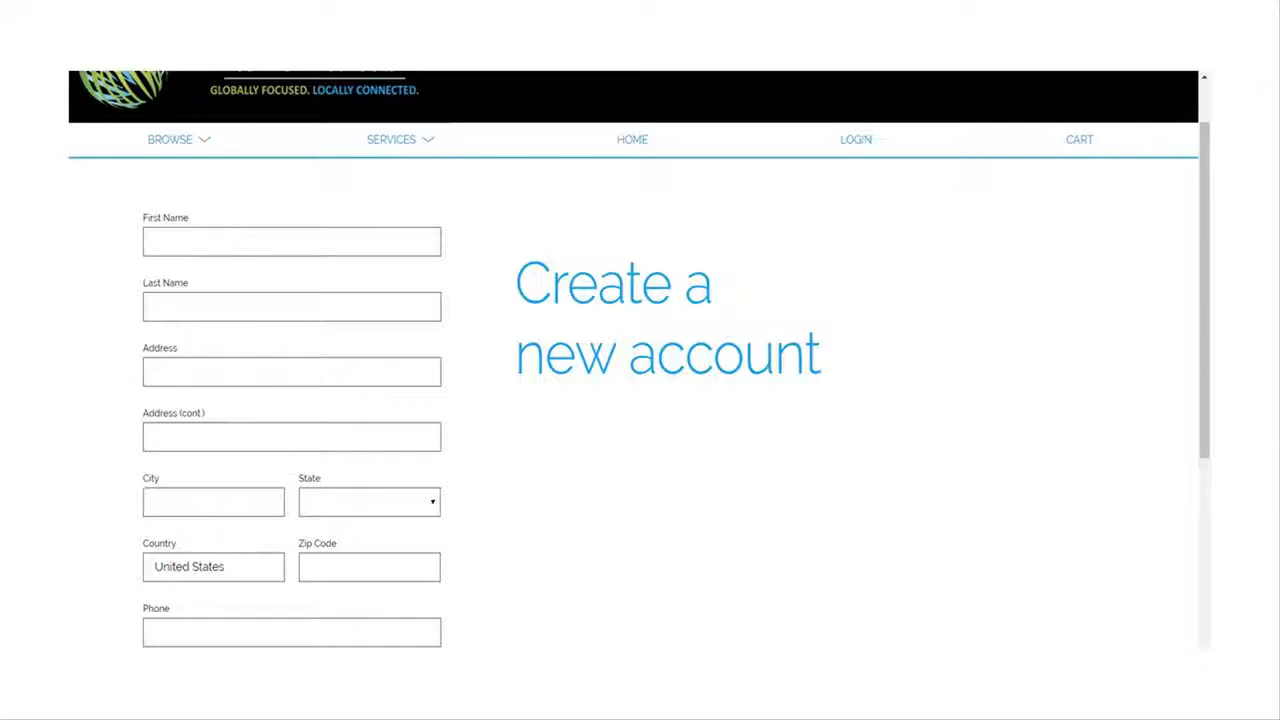 GLOBALLY FOCUSED. LOCALLY CONNECTED.
BROWSE SERVICES HOME LOGIN CART
First Name
Last Name
Address
Address (cont.)
City State
Country Zip Code
United States
Phone
Create a
new account